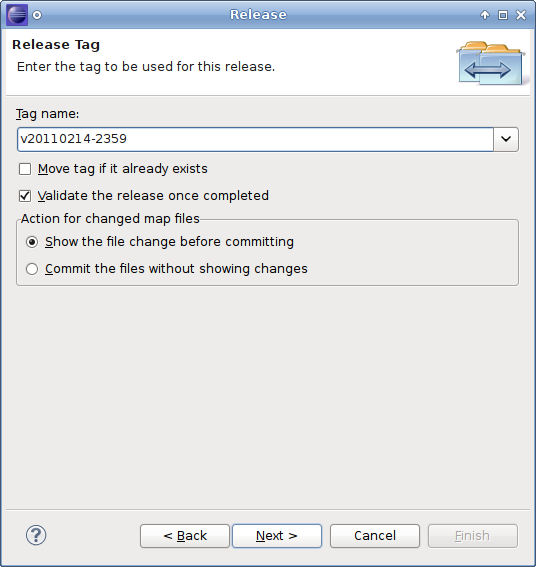 Release
Release Tag
Enter the tag to be used for this release.
Tag name:
v20110214-2359
Move tag if it already exists
Validate the release once completed
Action for changed map files
Show the file change before committing
Commit the files without showing changes
?
< Back
Next >
Cancel
Finish